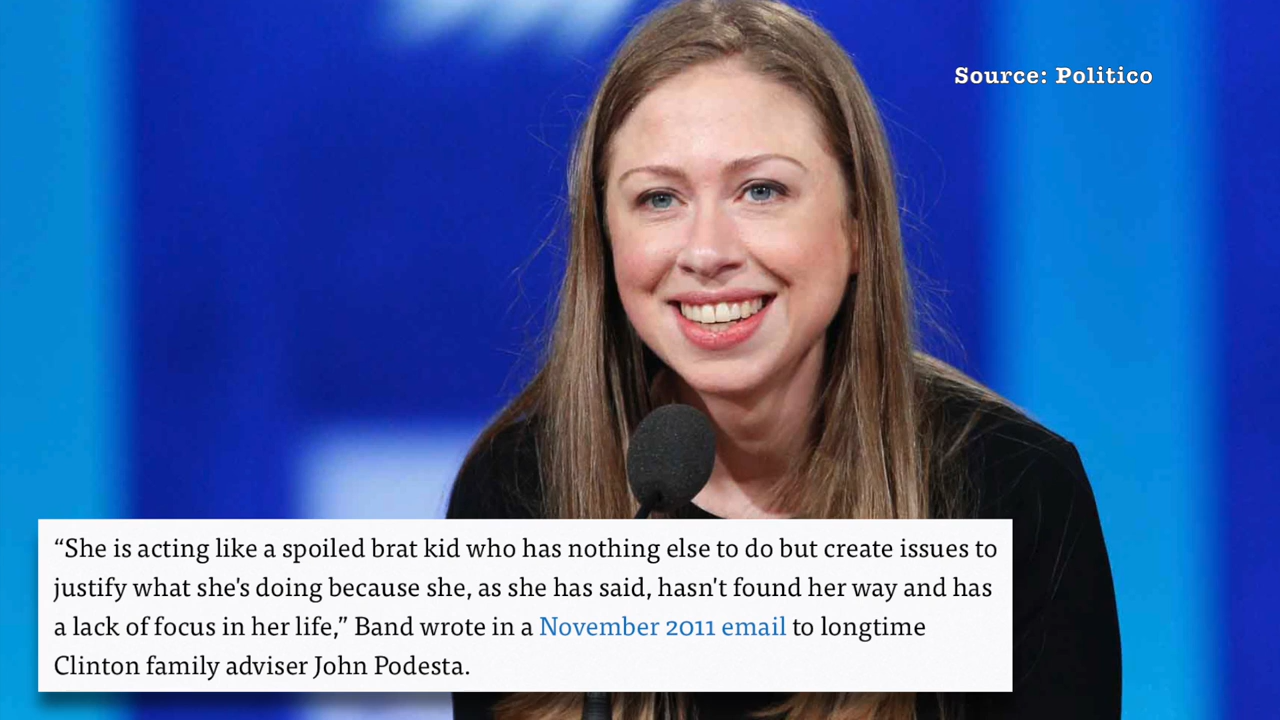 Source: Politico
“She is acting like a spoiled brat kid who has nothing else to do but create issues to
justify what she's doing because she, as she has said, hasn't found her way and has
a lack of focus in her life,” Band wrote in a November 2011 email to longtime
Clinton family adviser John Podesta.